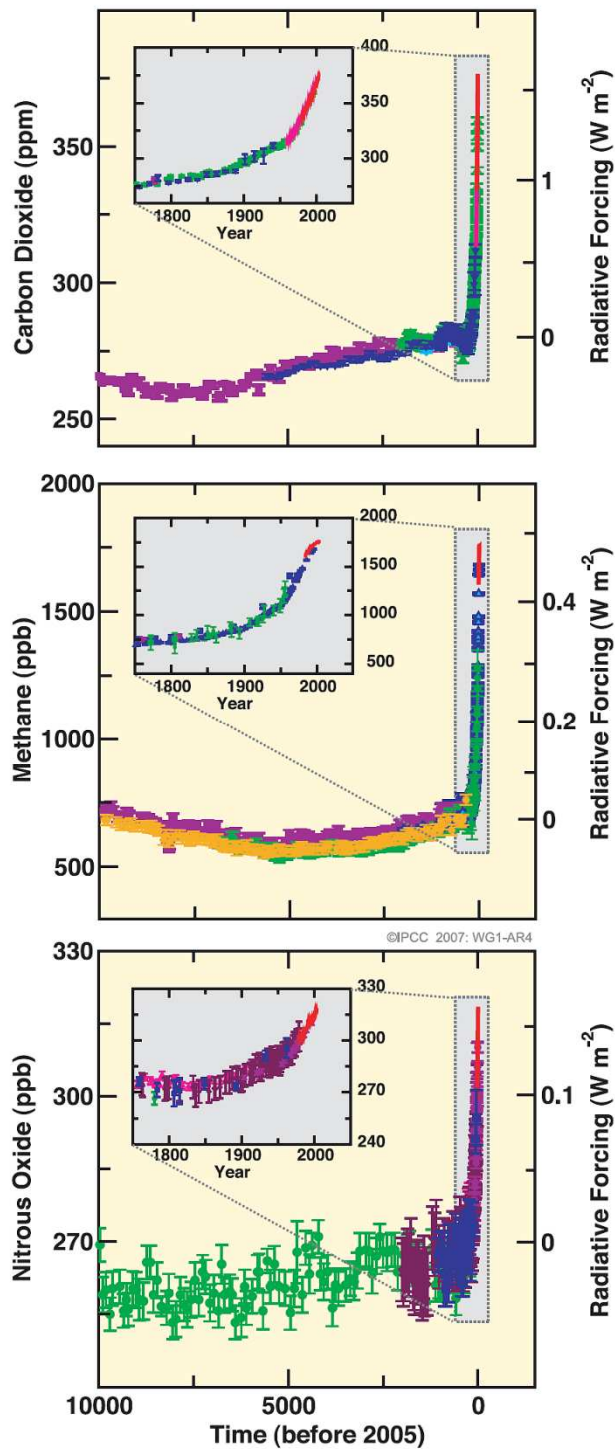 Carbon Dioxide (ppm)
350
300
250
400
350
300
1800 1900 2000
Year
Radiative Forcing (W m-2)
1
0
Methane (ppb)
2000
1500
1000
500
2000
1500
1000
500
1800 1900 2000
Year
Radiative Forcing (W m-2)
0.4
0.2
0
©IPCC 2007: WG1-AR4
Nitrous Oxide (ppb)
330
300
270
330
300
270
240
1800 1900 2000
Year
Radiative Forcing (W m-2)
0.1
0
10000 5000 0
Time (before 2005)